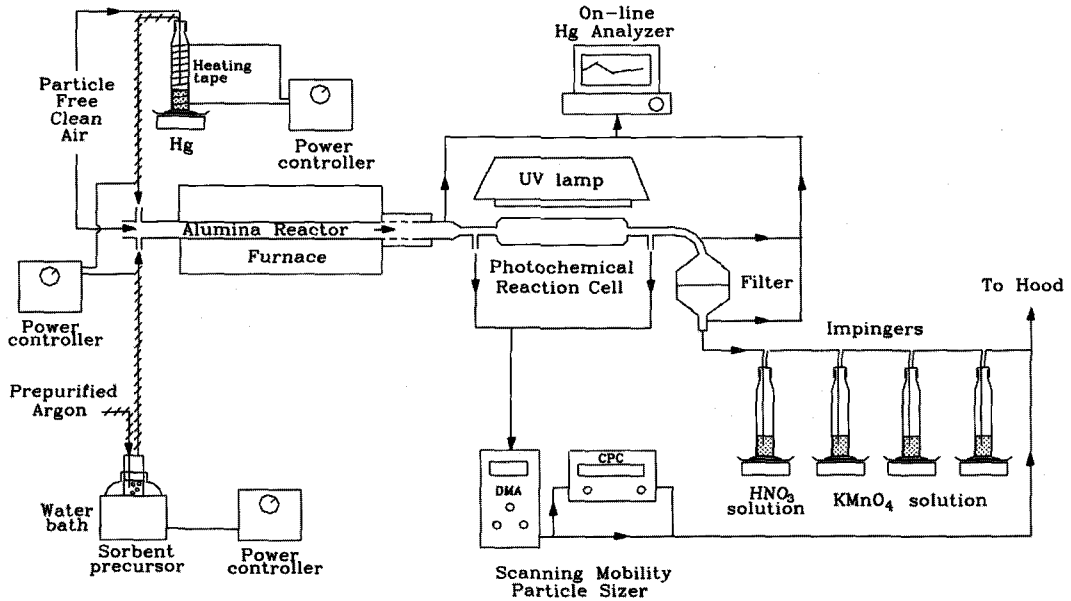 On-line
Hg Analyzer
Heating
tape
Particle
Free
Clean
Air
Hg
Power
controller
UV lamp
Alumina Reactor
Furnace
Photochemical
Reaction Cell
Filter
To Hood
Power
controller
Impingers
Prepurified
Argon
CPC
DMA
HNO3
solution
KMnO4 solution
Water
bath
Sorbent
precursor
Power
controller
Scanning Mobility
Particle Sizer